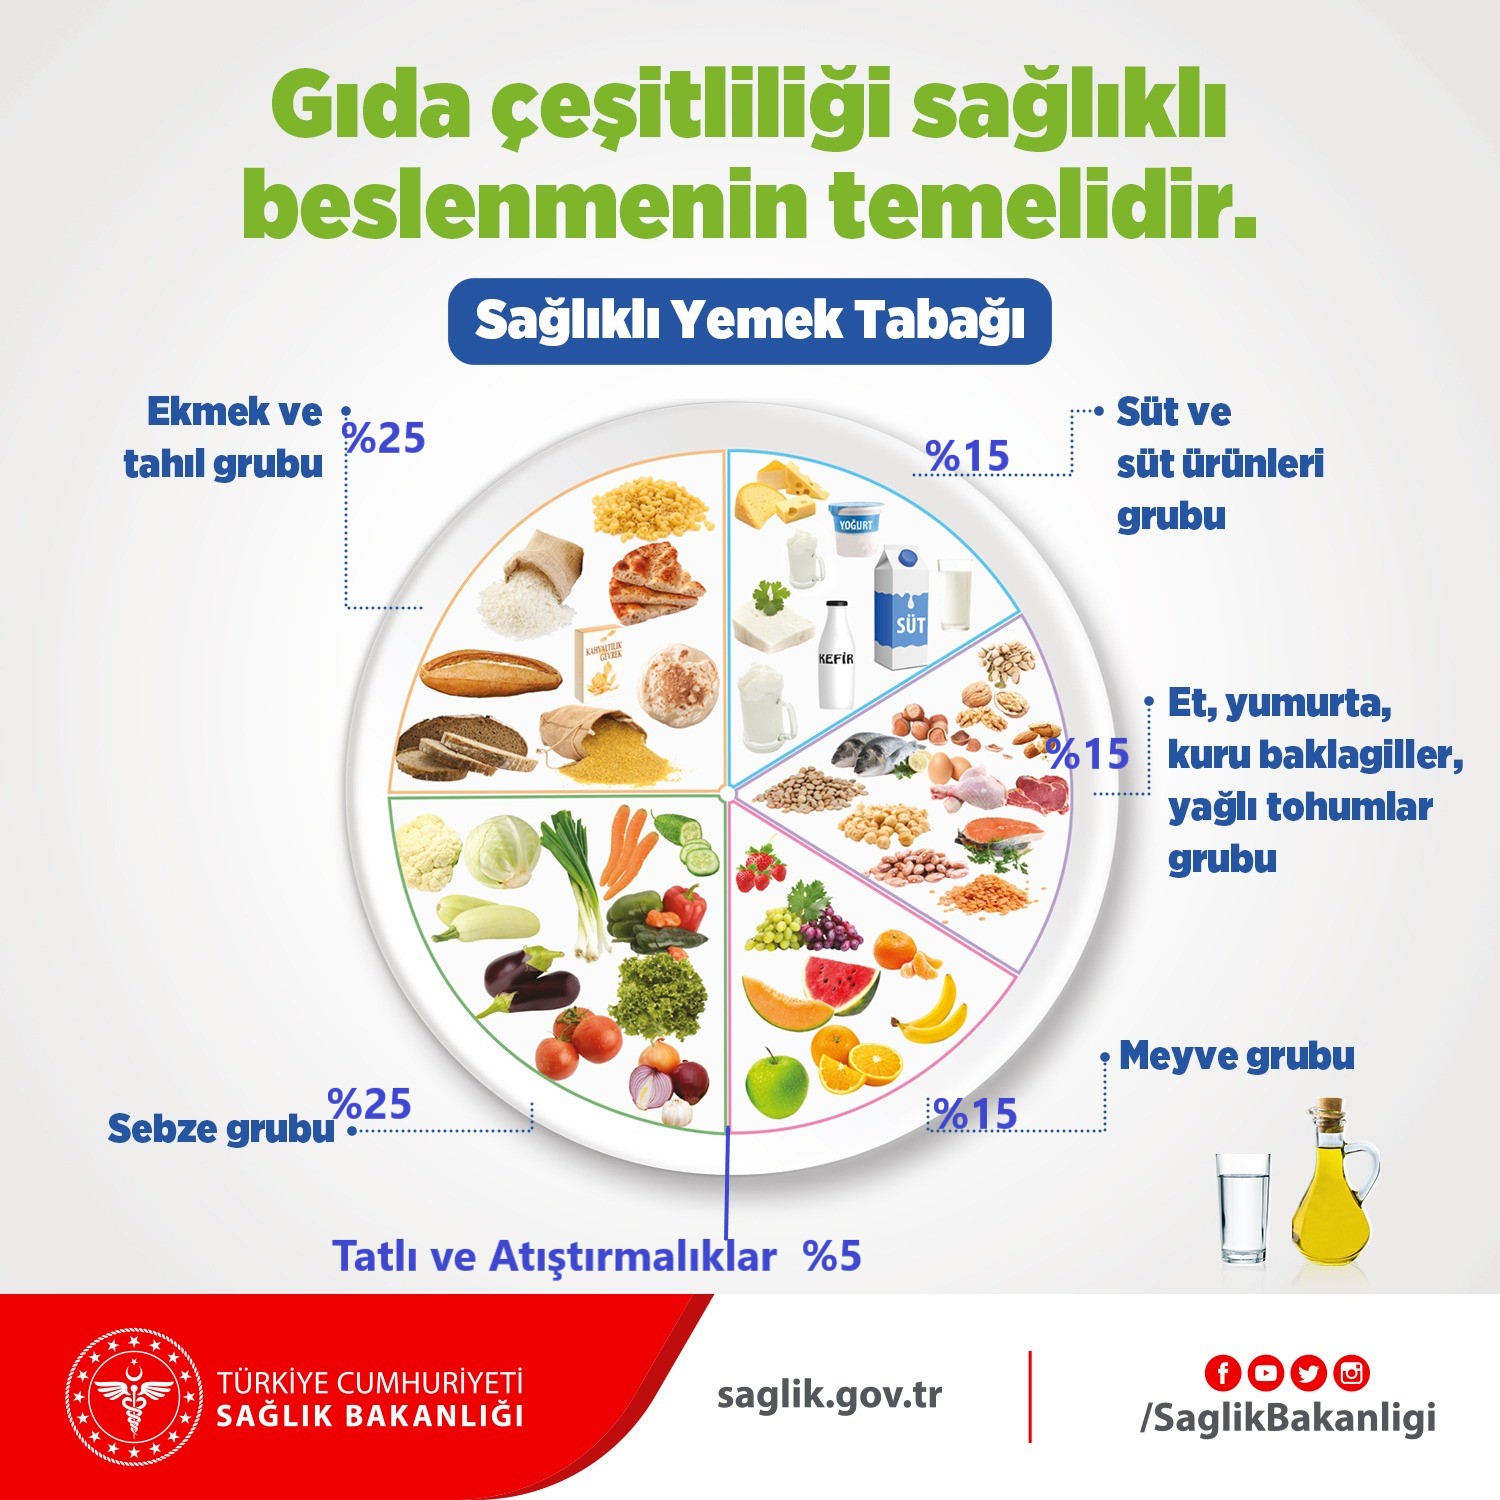 Gıda çeşitliliği sağlıklı
beslenmenin temelidir.
Sağlıklı Yemek Tabağı
Ekmek ve
tahıl grubu
%25
%15
Süt ve
süt ürünleri
grubu
YOĞURT
SÜT
KEFİR
KAHVALTILIK
GEVREK
%15
Et, yumurta,
kuru baklagiller,
yağlı tohumlar
grubu
Meyve grubu
%15
%25
Sebze grubu
Tatlı ve Atıştırmalıklar %5
TÜRKİYE CUMHURİYETİ
SAĞLIK BAKANLIĞI
saglik.gov.tr
/SaglikBakanligi